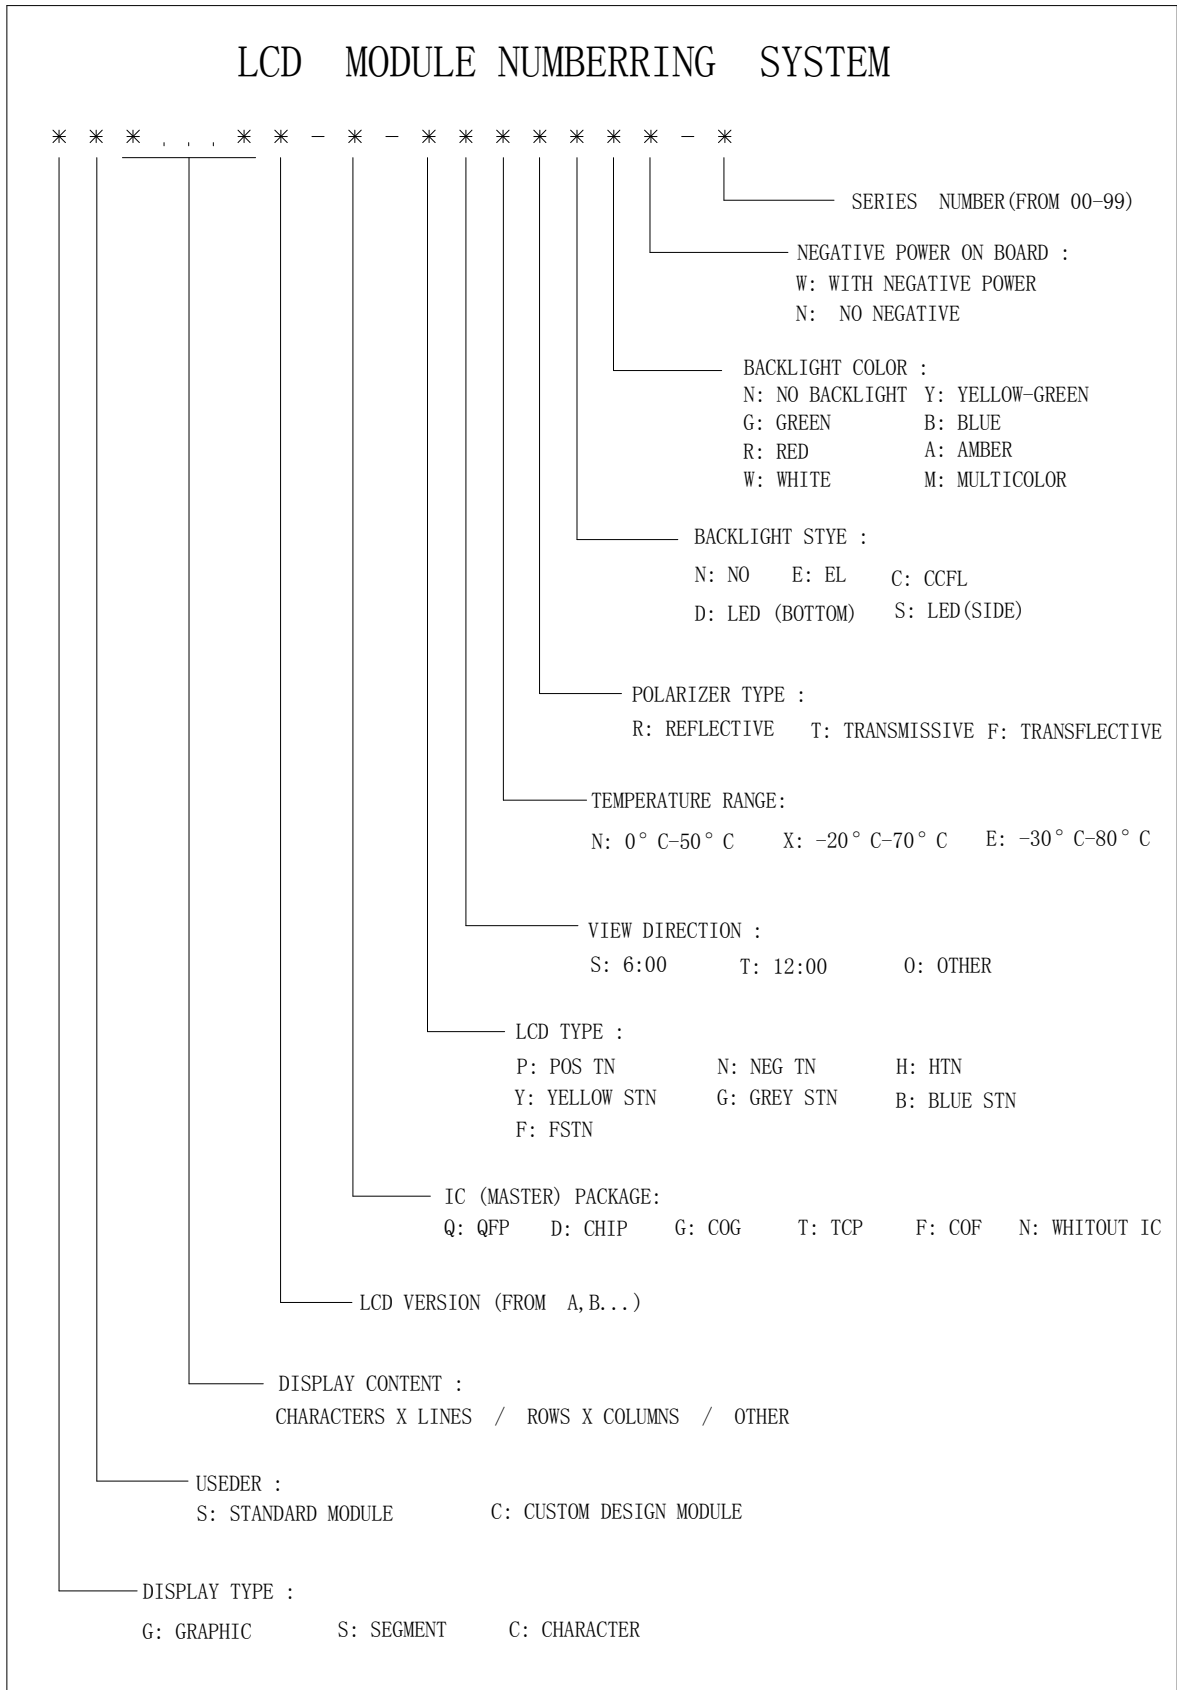 LCD MODULE NUMBERRING SYSTEM
* * * . . . * * - * - * * * * * * * - *
SERIES NUMBER(FROM 00-99)
NEGATIVE POWER ON BOARD :
W: WITH NEGATIVE POWER
N: NO NEGATIVE
BACKLIGHT COLOR :
N: NO BACKLIGHT Y: YELLOW-GREEN
G: GREEN B: BLUE
R: RED A: AMBER
W: WHITE M: MULTICOLOR
BACKLIGHT STYE :
N: NO E: EL C: CCFL
D: LED (BOTTOM) S: LED(SIDE)
POLARIZER TYPE :
R: REFLECTIVE T: TRANSMISSIVE F: TRANSFLECTIVE
TEMPERATURE RANGE:
N: 0° C-50° C X: -20° C-70° C E: -30° C-80° C
VIEW DIRECTION :
S: 6:00 T: 12:00 O: OTHER
LCD TYPE :
P: POS TN N: NEG TN H: HTN
Y: YELLOW STN G: GREY STN B: BLUE STN
F: FSTN
IC (MASTER) PACKAGE:
Q: QFP D: CHIP G: COG T: TCP F: COF N: WHITOUT IC
LCD VERSION (FROM A,B...)
DISPLAY CONTENT :
CHARACTERS X LINES / ROWS X COLUMNS / OTHER
USEDER :
S: STANDARD MODULE C: CUSTOM DESIGN MODULE
DISPLAY TYPE :
G: GRAPHIC S: SEGMENT C: CHARACTER